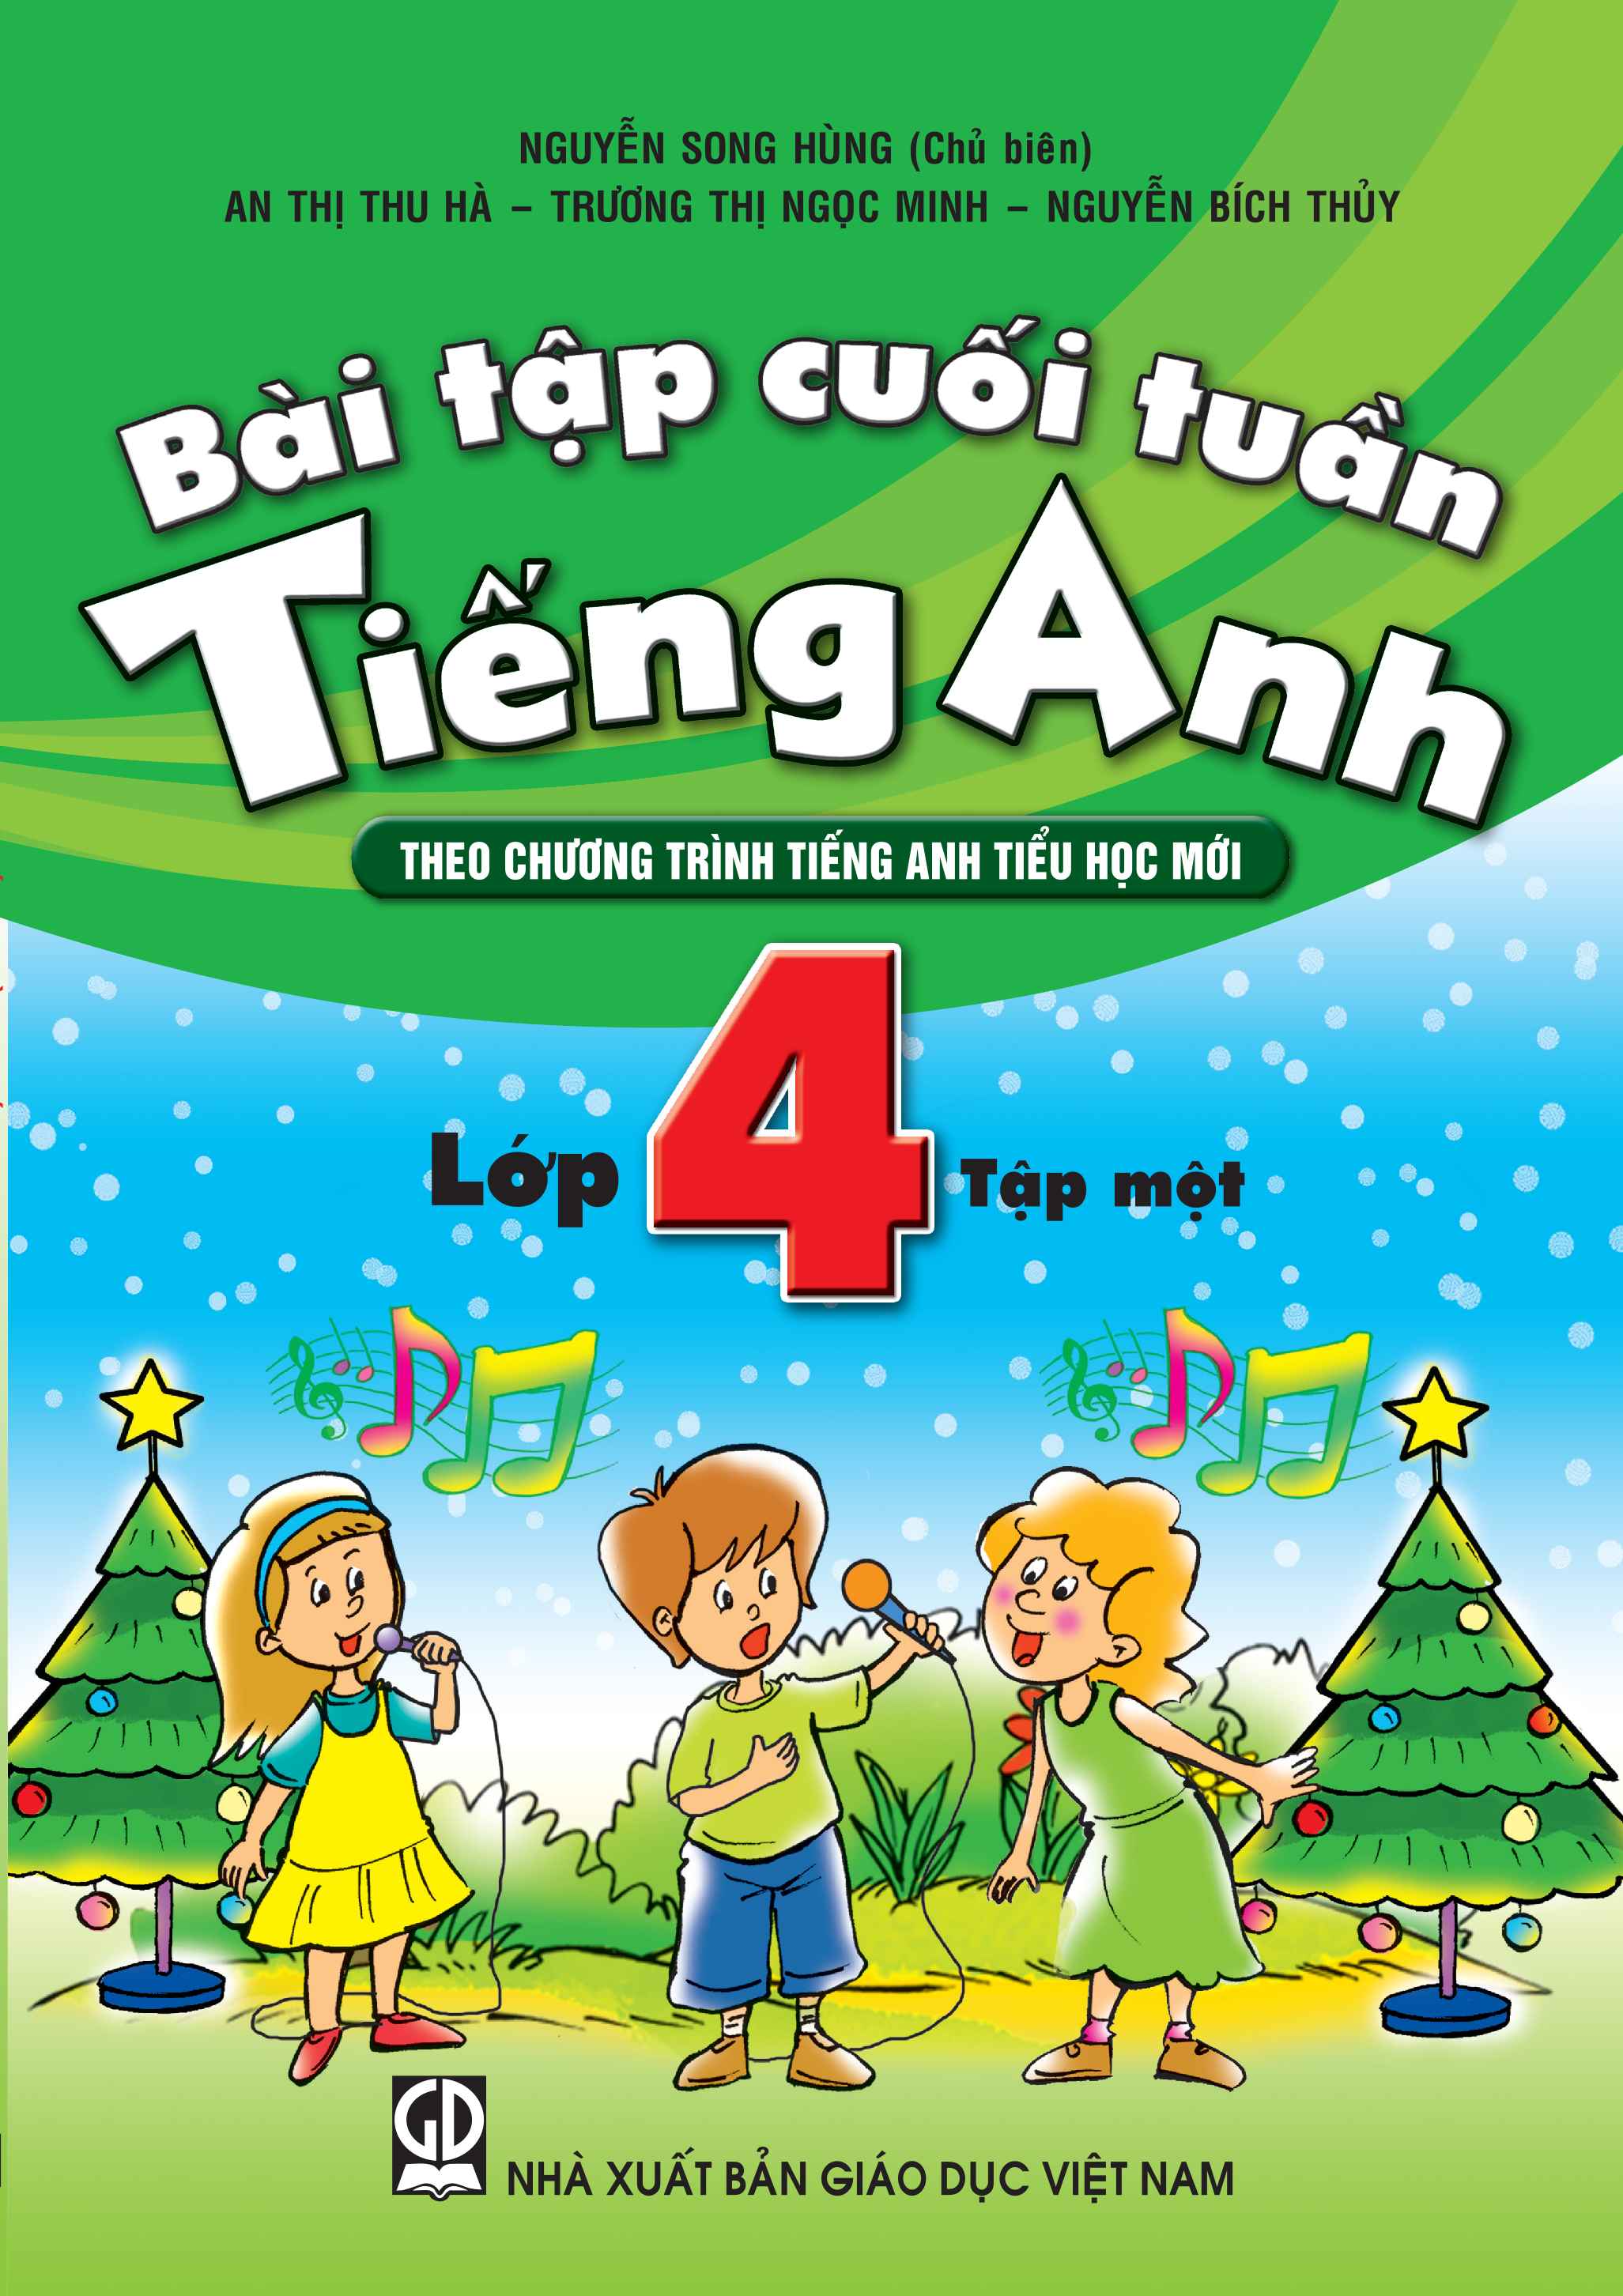 NGUYỄN SONG HÙNG (Chủ biên)
AN THỊ THU HÀ – TRƯƠNG THỊ NGỌC MINH – NGUYỄN BÍCH THỦY
Bài tập cuối tuần
Tiếng Anh
THEO CHƯƠNG TRÌNH TIẾNG ANH TIỂU HỌC MỚI
Lớp 4 Tập một
GD
NHÀ XUẤT BẢN GIÁO DỤC VIỆT NAM